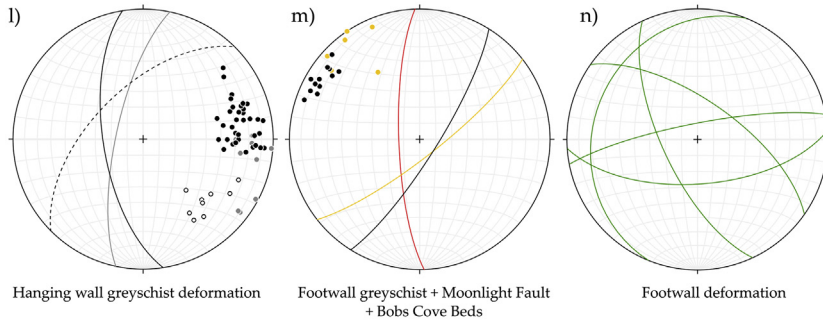 l)
m)
n)
Hanging wall greyschist deformation
Footwall greyschist + Moonlight Fault
+ Bobs Cove Beds
Footwall deformation